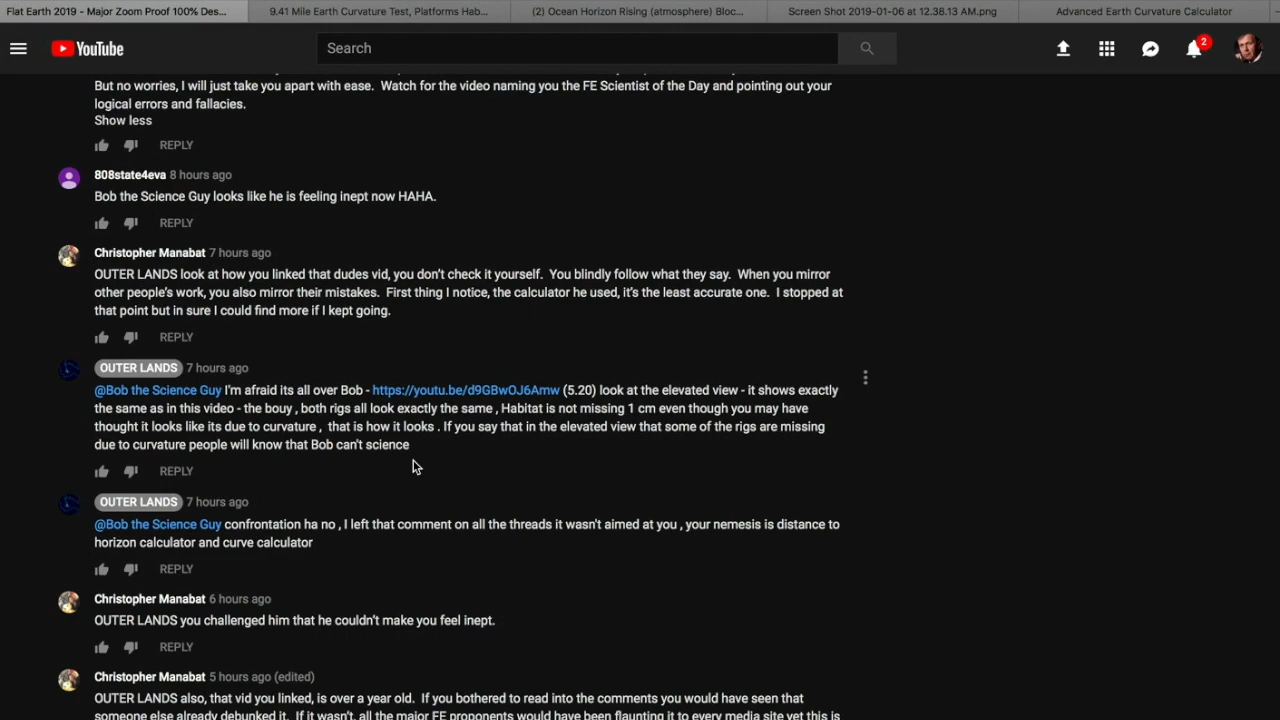 Flat Earth 2019 – Major Zoom Proof 100% Des...
9.41 Mile Earth Curvature Test, Platforms Hab...
(2) Ocean Horizon Rising (atmosphere) Bloc...
Screen Shot 2019-01-06 at 12.38.13 AM.png
Advanced Earth Curvature Calculator
YouTube
Search
2
But no worries, I will just take you apart with ease. Watch for the video naming you the FE Scientist of the Day and pointing out your
logical errors and fallacies.
Show less
REPLY
808state4eva 8 hours ago
Bob the Science Guy looks like he is feeling inept now HAHA.
REPLY
Christopher Manabat 7 hours ago
OUTER LANDS look at how you linked that dudes vid, you don't check it yourself. You blindly follow what they say. When you mirror
other people's work, you also mirror their mistakes. First thing I notice, the calculator he used, it's the least accurate one. I stopped at
that point but in sure I could find more if I kept going.
REPLY
OUTER LANDS 7 hours ago
@Bob the Science Guy I'm afraid its all over Bob - https://youtu.be/d9GBwOJ6Amw (5.20) look at the elevated view - it shows exactly
the same as in this video - the bouy , both rigs all look exactly the same , Habitat is not missing 1 cm even though you may have
thought it looks like its due to curvature , that is how it looks . If you say that in the elevated view that some of the rigs are missing
due to curvature people will know that Bob can't science
REPLY
OUTER LANDS 7 hours ago
@Bob the Science Guy confrontation ha no , I left that comment on all the threads it wasn't aimed at you , your nemesis is distance to
horizon calculator and curve calculator
REPLY
Christopher Manabat 6 hours ago
OUTER LANDS you challenged him that he couldn't make you feel inept.
REPLY
Christopher Manabat 5 hours ago (edited)
OUTER LANDS also, that vid you linked, is over a year old. If you bothered to read into the comments you would have seen that
someone else already debunked it. If it wasn't, all the major FE proponents would have been flaunting it to every media site yet this is